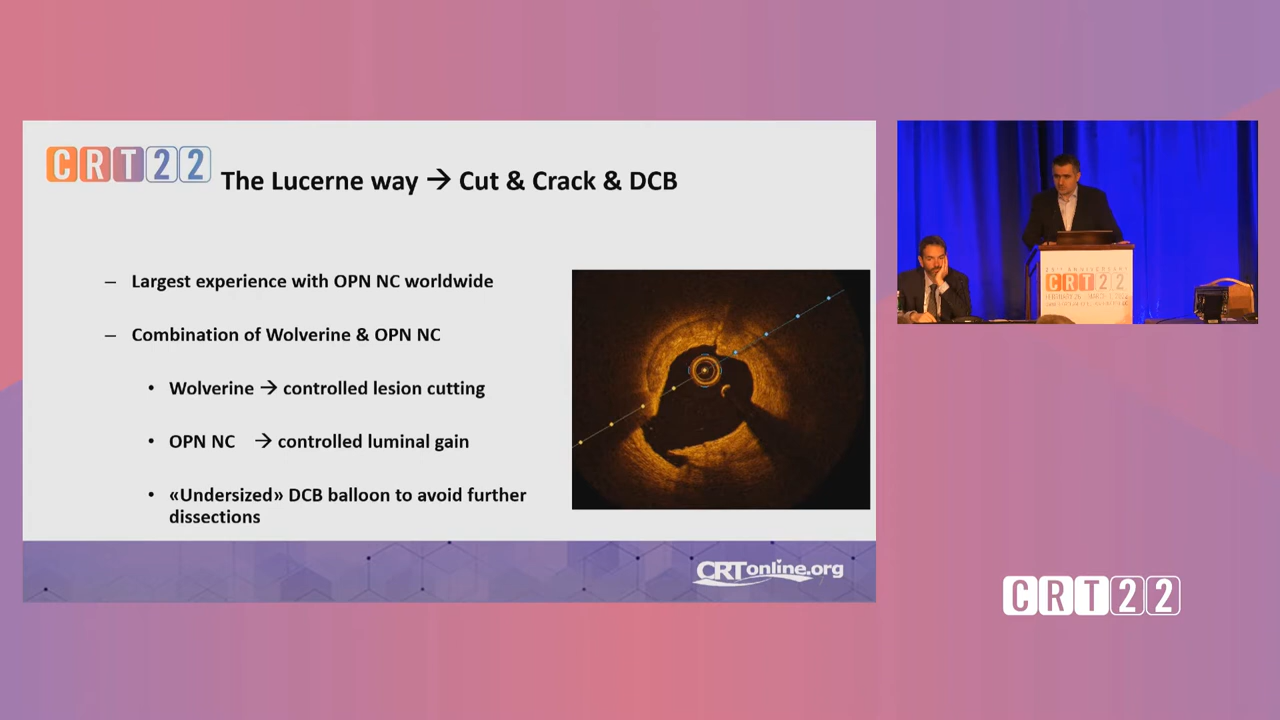 CRT22
The Lucerne way → Cut & Crack & DCB
– Largest experience with OPN NC worldwide
– Combination of Wolverine & OPN NC
• Wolverine → controlled lesion cutting
• OPN NC → controlled luminal gain
• «Undersized» DCB balloon to avoid further
dissections
CRTonline.org
CRT22
CRT22